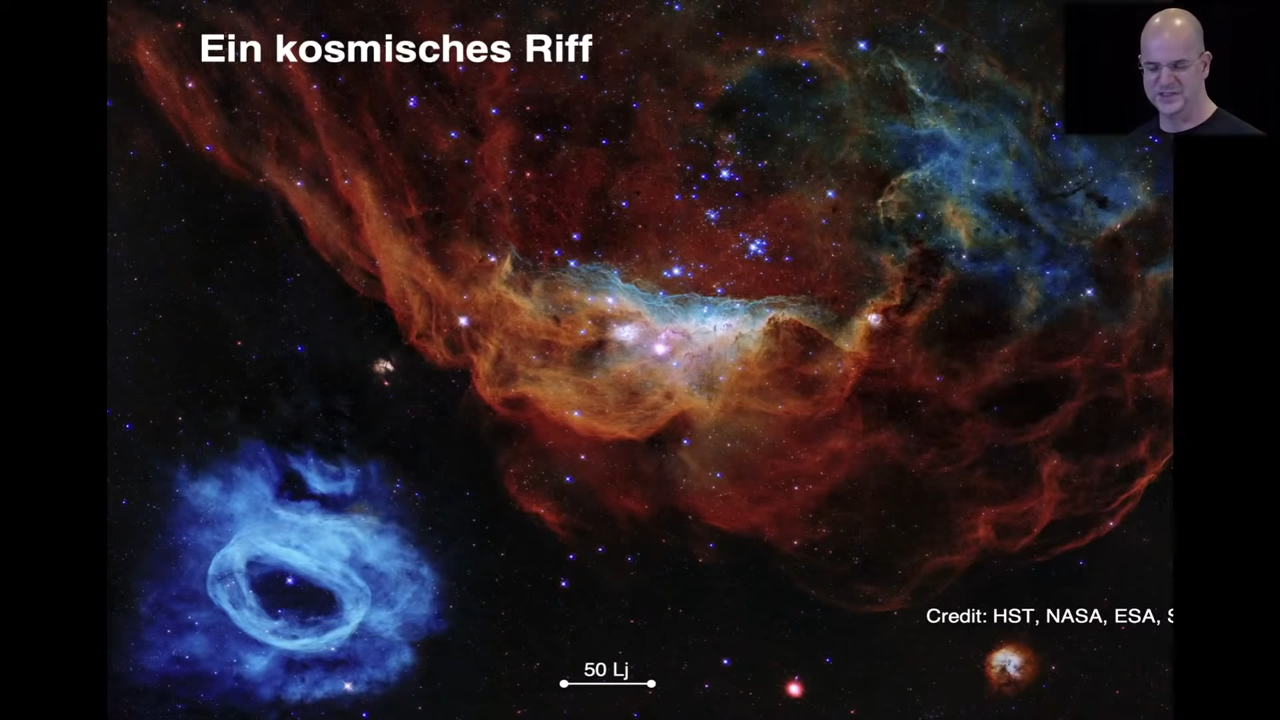 Ein kosmisches Riff
Credit: HST, NASA, ESA,
50 Lj